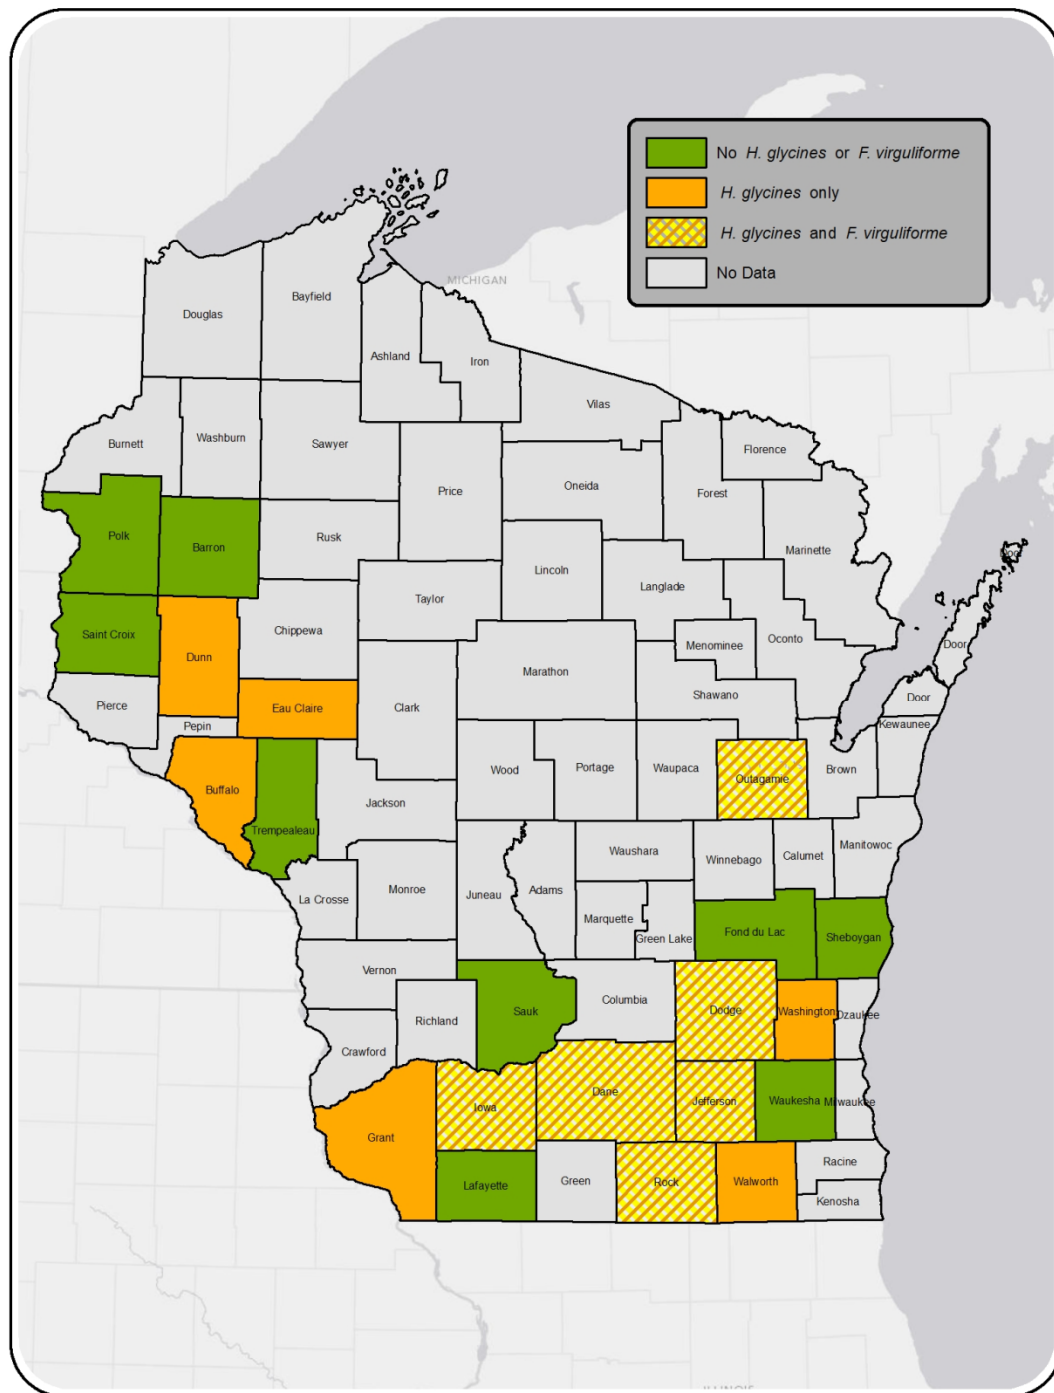 No H. glycines or F. virguliforme
H. glycines only
H. glycines and F. virguliforme
No Data
MICHIGAN
Bayfield
Douglas
Ashland
Iron
Vilas
Burnett
Washburn
Sawyer
Florence
Price
Oneida
Forest
Polk
Barron
Rusk
Marinette
Door
Lincoln
Langlade
Taylor
Saint Croix
Chippewa
Dunn
Menominee
Oconto
Door
Marathon
Shawano
Door
Pierce
Eau Claire
Clark
Pepin
Kewaunee
Buffalo
Wood
Portage
Waupaca
Outagamie
Brown
Jackson
Trempealeau
Waushara
Winnebago
Calumet
Manitowoc
La Crosse
Monroe
Juneau
Adams
Marquette
Green Lake
Fond du Lac
Sheboygan
Vernon
Richland
Sauk
Columbia
Dodge
Washington
Ozaukee
Crawford
Grant
Iowa
Dane
Jefferson
Waukesha
Milwaukee
Lafayette
Green
Rock
Walworth
Racine
Kenosha
ILLINOIS